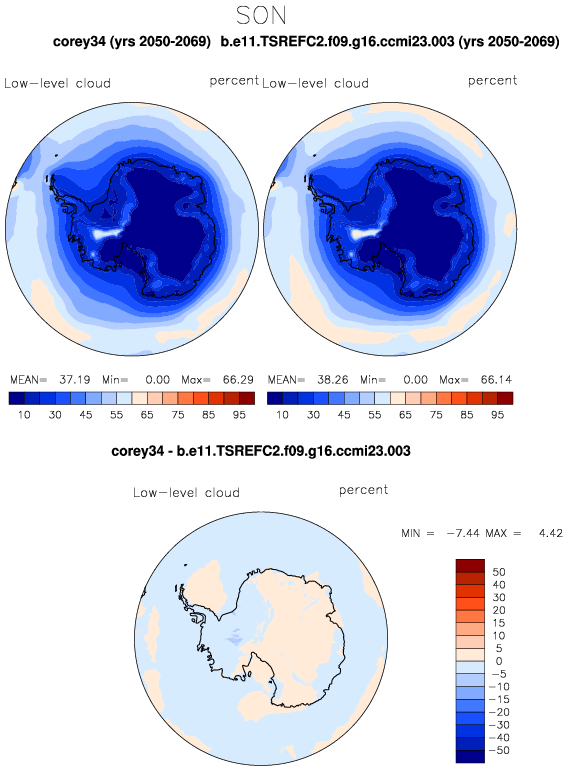 SON
corey34 (yrs 2050-2069) b.e11.TSREFC2.f09.g16.ccmi23.003 (yrs 2050-2069)
Low-level cloud percent Low-level cloud percent
MEAN= 37.19 Min= 0.00 Max= 66.29 MEAN= 38.26 Min= 0.00 Max= 66.14
10 30 45 55 65 75 85 95 10 30 45 55 65 75 85 95
corey34 - b.e11.TSREFC2.f09.g16.ccmi23.003
Low-level cloud percent
MIN = -7.44 MAX = 4.42
50
40
30
20
15
10
5
0
-5
-10
-15
-20
-30
-40
-50